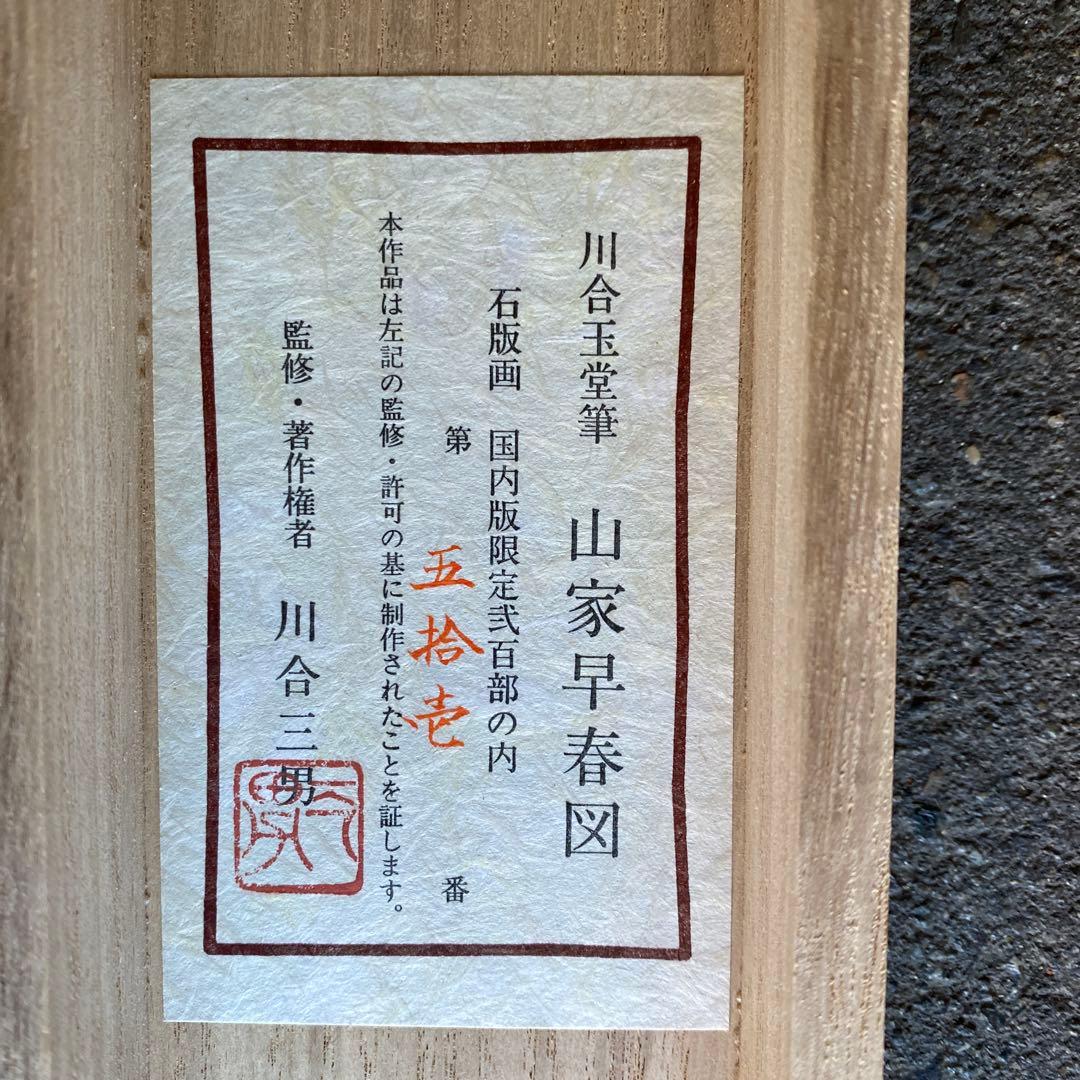 川合玉堂筆 山家早春図
石版画 国内版限定弐百部の内
第 五拾壱 番
本作品は左記の監修・許可の基に制作されたことを証します。
監修・著作権者 川合三男
三男